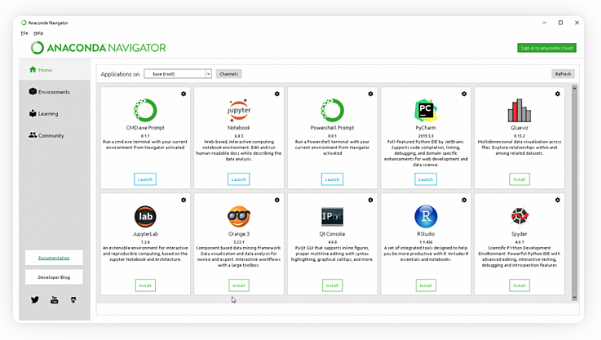 Anaconda Navigator
File Help
ANACONDA NAVIGATOR
Sign in to Anaconda Cloud
Home
Environments
Learning
Community
Documentation
Developer Blog
Applications on base (root) Channels
Refresh
CMD.exe Prompt
0.1.1
Run a cmd.exe terminal with your current
environment from Navigator activated
Launch
jupyter
Notebook
6.0.3
Web-based, interactive computing
notebook environment. Edit and run
human-readable docs while describing the
data analysis.
Launch
Powershell Prompt
0.0.1
Run a Powershell terminal with your
current environment from Navigator
activated
Launch
PC
PyCharm
2019.3.3
Full-Featured Python IDE by JetBrains.
Supports code completion, linting,
debugging, and domain-specific
enhancements for web development and
data science.
Launch
Glueviz
0.15.2
Multidimensional data visualization across
files. Explore relationships within and
among related datasets.
Install
lab
JupyterLab
1.2.6
An extensible environment for interactive
and reproducible computing, based on the
Jupyter Notebook and Architecture.
Install
Orange 3
3.23.1
Component based data mining framework.
Data visualization and data analysis for
novice and expert. Interactive workflows
with a large toolbox.
Install
IP[y]:
Qt Console
4.6.0
PyQt GUI that supports inline figures,
proper multiline editing with syntax
highlighting, graphical calltips, and more.
Install
R
RStudio
1.1.456
A set of integrated tools designed to help
you be more productive with R. Includes R
essentials and notebooks.
Install
Spyder
4.0.1
Scientific PYthon Development
EnviRonment. Powerful Python IDE with
advanced editing, interactive testing,
debugging and introspection features
Install